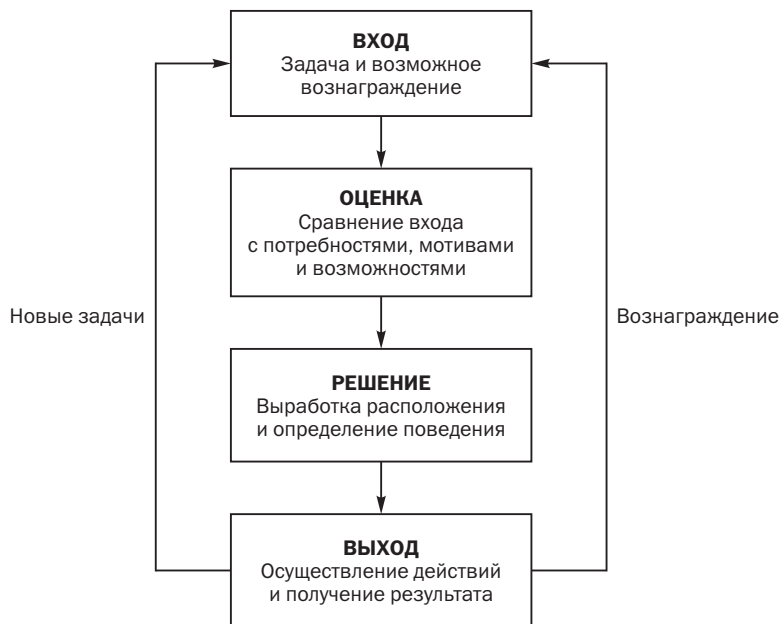 ВХОД
Задача и возможное
вознаграждение
ОЦЕНКА
Сравнение входа
с потребностями, мотивами
и возможностями
Новые задачи
Вознаграждение
РЕШЕНИЕ
Выработка расположения
и определение поведения
ВЫХОД
Осуществление действий
и получение результата